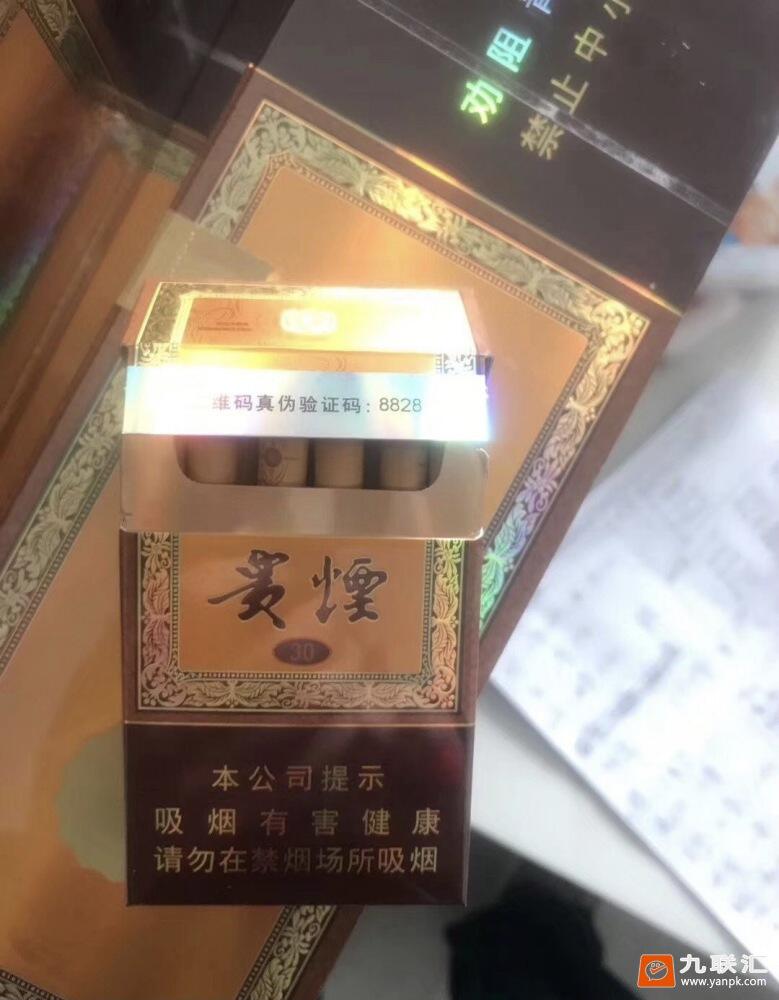 劝阻青
禁止中小
维码真伪验证码: 8828
贵煙
30
本公司提示
吸烟有害健康
请勿在禁烟场所吸烟
九联汇
www.yanpk.com